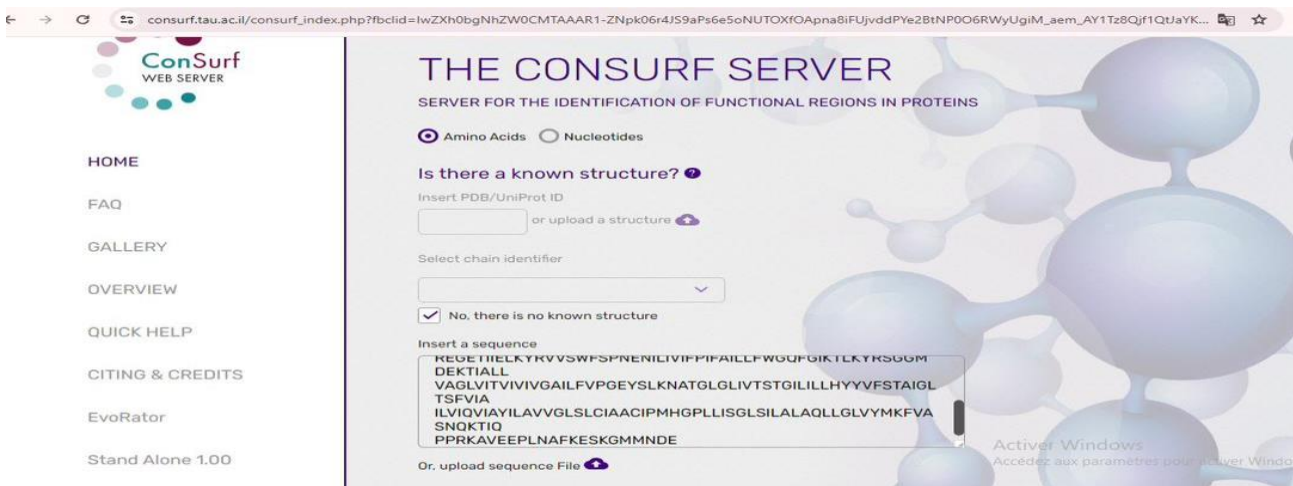 consurf.tau.ac.il/consurf_index.php?fbclid=IwZXh0bgNhZW0CMTAAAR1-ZNpk06r4JS9aPs6e5oNUTOXfOApna8iFUjvddPYe2BtNP0O6RWyUgiM_aem_AY1Tz8Qjf1QtJaYK...
ConSurf
WEB SERVER
THE CONSURF SERVER
SERVER FOR THE IDENTIFICATION OF FUNCTIONAL REGIONS IN PROTEINS
Amino Acids Nucleotides
HOME
Is there a known structure?
Insert PDB/UniProt ID
FAQ
or upload a structure
GALLERY
Select chain identifier
OVERVIEW
No, there is no known structure
QUICK HELP
Insert a sequence
REGETIIELKYRVVSWFSPNENILIVIFPIFAILLFWGQFGIKTLKYRSGGM
CITING & CREDITS
DEKTIALL
VAGLVITVIVIVGAILFVPGEYSLKNATGLGLIVTSTGILILLHYYVFSTAIGL
TSFVIA
EvoRator
ILVIQVIAYILAVVGLSLCIAACIPMHGPLLISGLSILALAQLLGLVYMKFVA
SNQKTIQ
PPRKAVEEPLNAFKESKGMMNDE
Activer Windows
Stand Alone 1.00
Or, upload sequence File
Accédez aux paramètres pour activer Windo